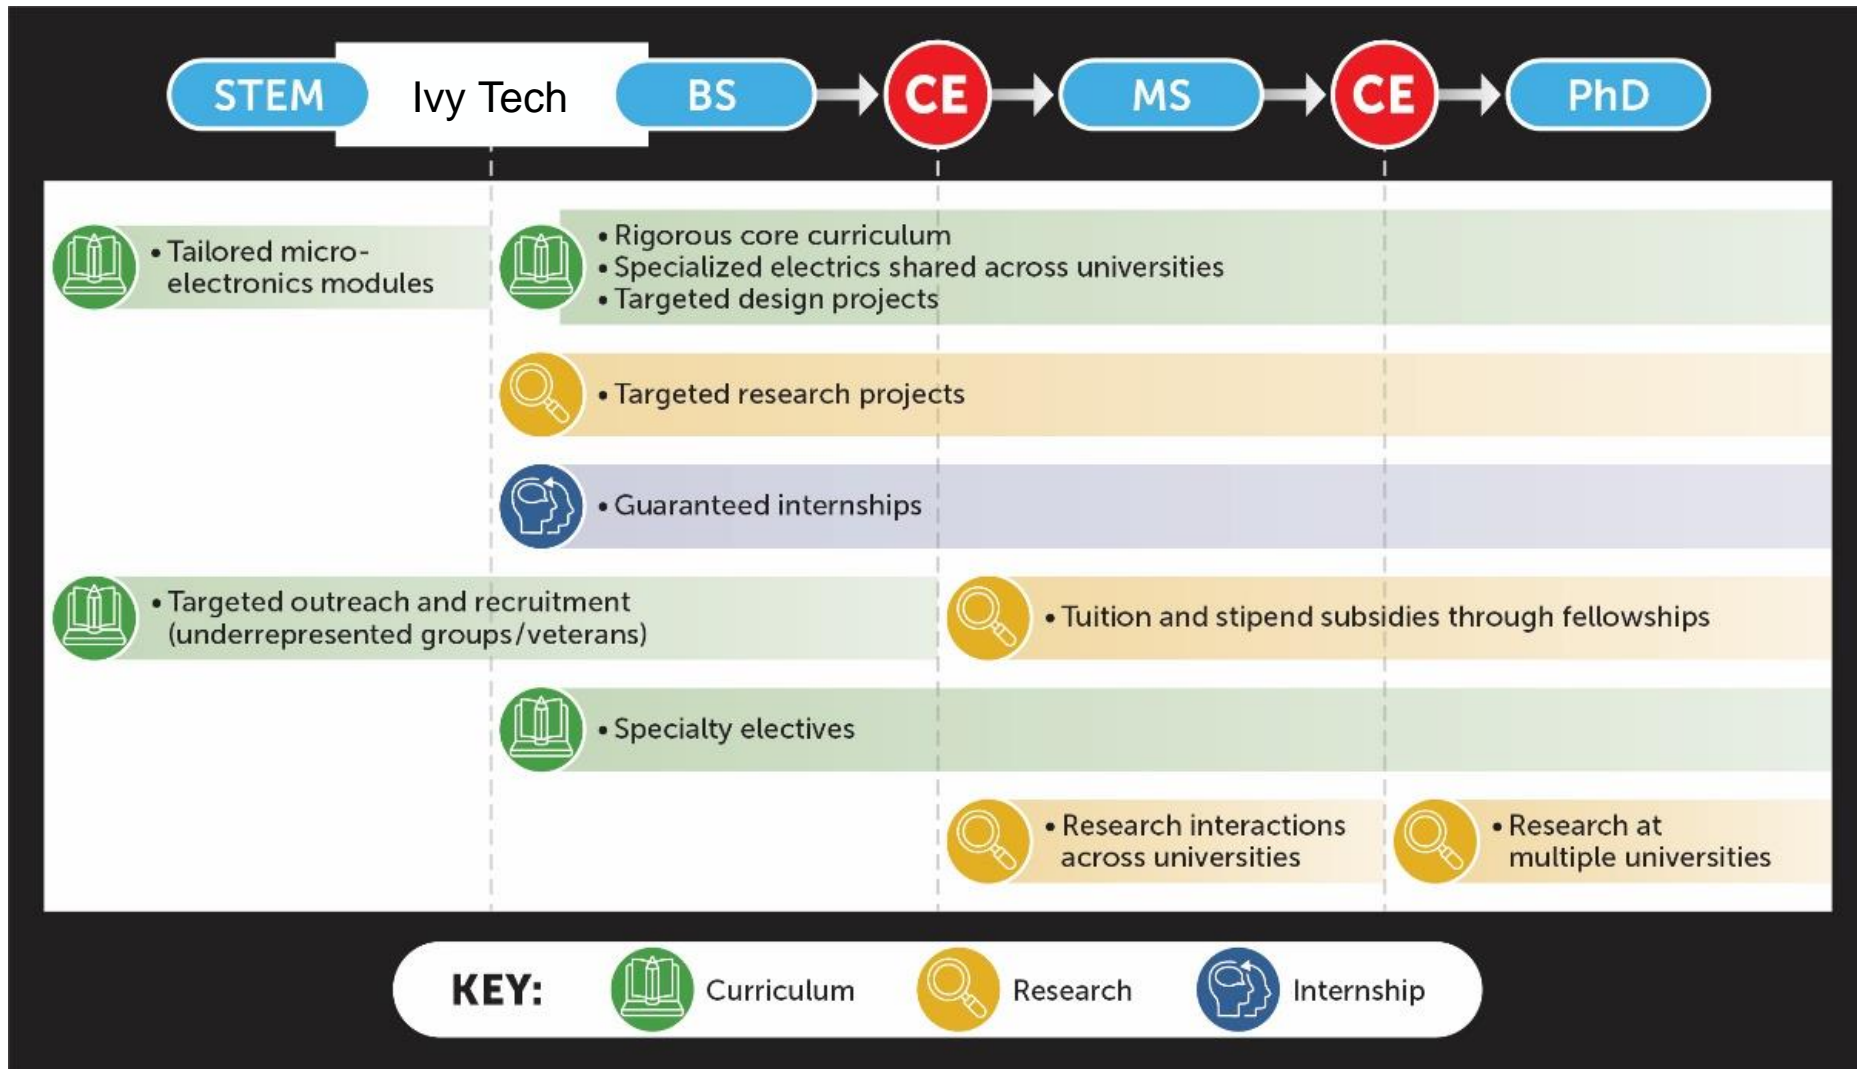 STEM
Ivy Tech
BS
CE
MS
CE
PhD
• Tailored micro-
electronics modules
• Rigorous core curriculum
• Specialized electrics shared across universities
• Targeted design projects
• Targeted research projects
• Guaranteed internships
• Targeted outreach and recruitment
(underrepresented groups/veterans)
• Tuition and stipend subsidies through fellowships
• Specialty electives
• Research interactions
across universities
• Research at
multiple universities
KEY:
Curriculum
Research
Internship